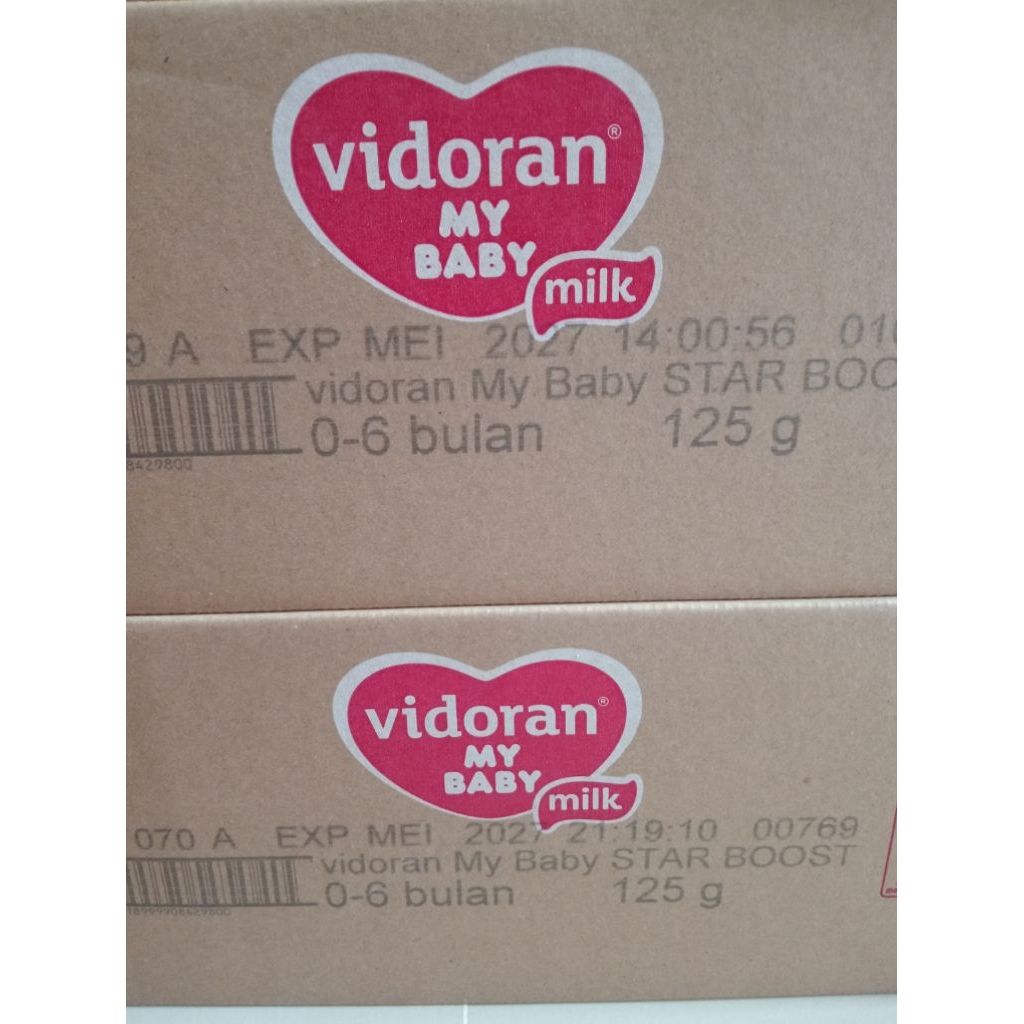 vidoran®
MY
BABY
milk
9 A EXP MEI 2027 14:00:56 010
vidoran My Baby STAR BOO
0-6 bulan 125 g
8429800
vidoran®
MY
BABY
milk
070 A EXP MEI 2027 21:19:10 00769
vidoran My Baby STAR BOOST
0-6 bulan 125 g